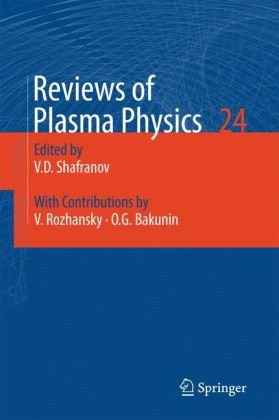 Reviews of
Plasma Physics 24
Edited by
V.D. Shafranov
With Contributions by
V. Rozhansky · O.G. Bakunin
Springer